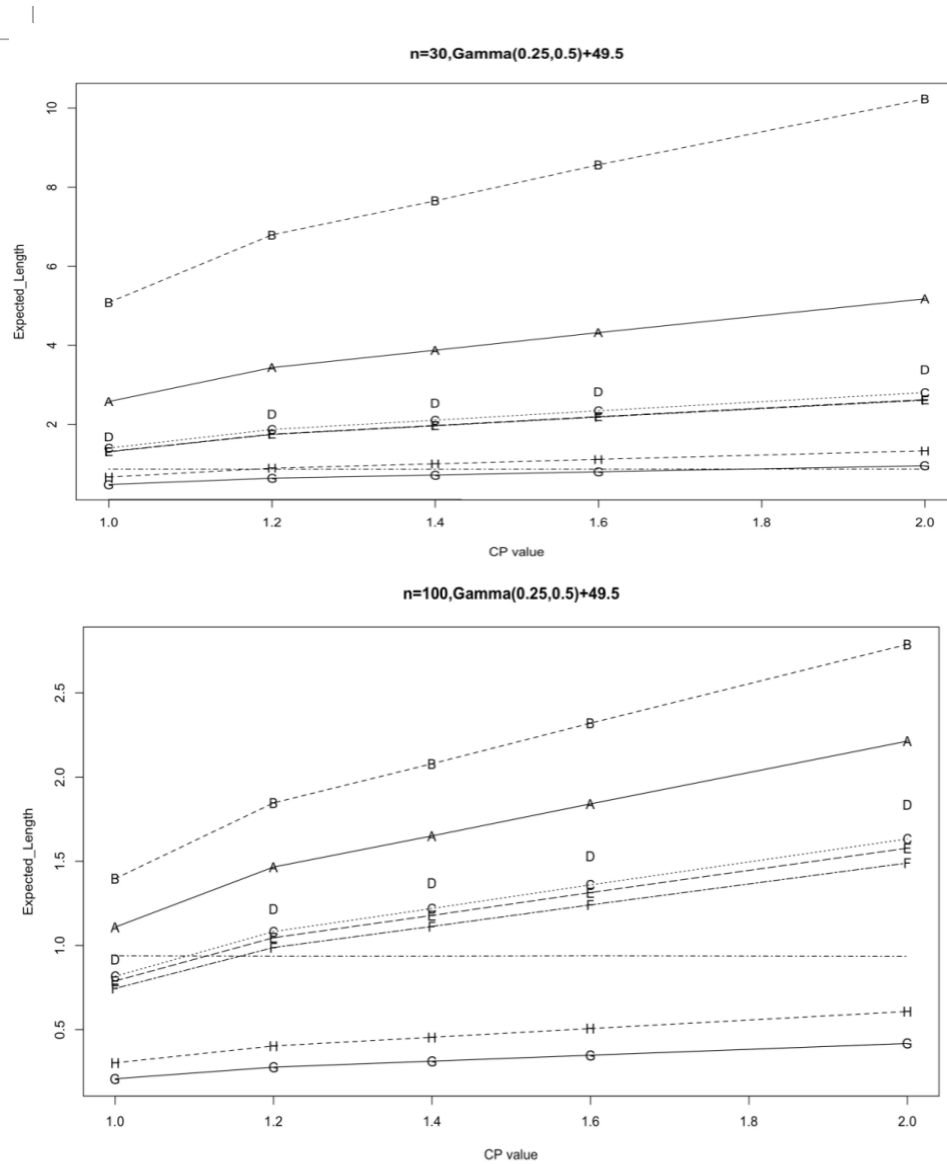 n=30,Gamma(0.25,0.5)+49.5
Expected_Length
10
8
6
4
2
B
B
B
B
B
A
A
A
A
A
D
D
D
D
D
C
C
C
C
C
E
E
E
E
E
H
H
H
H
H
G
G
G
G
G
1.0
1.2
1.4
1.6
1.8
2.0
CP value
n=100,Gamma(0.25,0.5)+49.5
Expected_Length
2.5
2.0
1.5
1.0
0.5
B
B
B
B
B
A
A
A
A
A
D
D
D
D
D
C
C
C
C
C
E
E
E
E
E
F
F
F
F
F
H
H
H
H
H
G
G
G
G
G
1.0
1.2
1.4
1.6
1.8
2.0
CP value